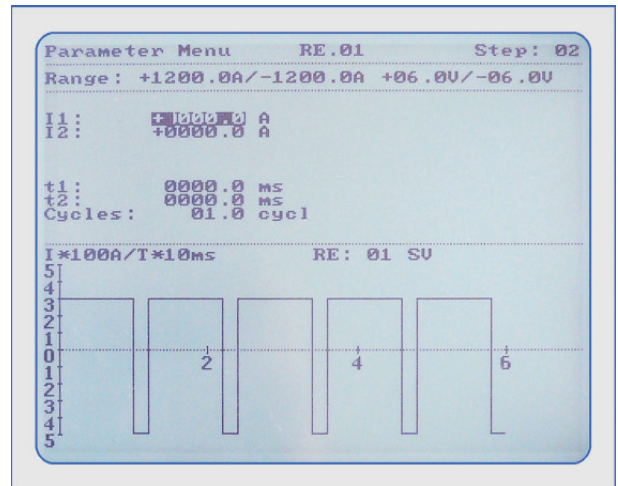 Parameter Menu RE.01 Step: 02
Range: +1200.0A/-1200.0A +06.0V/-06.0V
I1: +0000.0 A
I2: +0000.0 A
t1: 0000.0 ms
t2: 0000.0 ms
Cycles: 01.0 cycl
I*100A/T*10ms RE: 01 SV
5
4
3
2
1
0 2 4 6
1
2
3
4
5